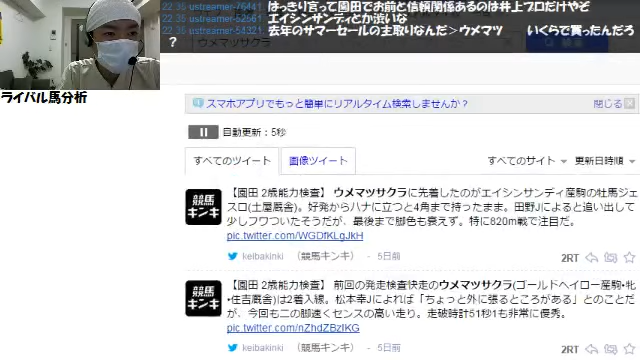 22:35 ustreamer-76441 はっきり言って園田でお前と信頼関係あるのは井上プロだけやぞ
22:35 ustreamer-52561 エイシンサンディとか渋いな
22:36 ustreamer-54321 去年のサマーセールの主取りなんだ＞ウメマツ　いくらで買ったんだろ
？
ウメマツサクラ
検索
ライバル馬分析
スマホアプリでもっと簡単にリアルタイム検索しませんか？
閉じる
自動更新：5秒
すべてのツイート
画像ツイート
すべてのサイト
更新日時順
【園田 2歳能力検査】 ウメマツサクラに先着したのがエイシンサンディ産駒の牡馬ジェ
スロ(土屋厩舎)。好発からハナに立つと4角まで持ったまま。田野Jによると追い出して
少しフワついたそうだが、最後まで脚色も衰えず。特に820m戦で注目だ。
pic.twitter.com/WGDfKLgJkH
keibakinki （競馬キンキ） - 5日前
2RT
競馬
キンキ
【園田 2歳能力検査】 前回の発走検査快走のウメマツサクラ(ゴールドヘイロー産駒・牝
・住吉厩舎)は2着入線。松本幸Jによれば「ちょっと外に張るところがある」とのことだ
が、今回も二の脚速くセンスの高い走り。走破時計51秒1も非常に優秀。
pic.twitter.com/nZhdZBzIKG
keibakinki （競馬キンキ） - 5日前
2RT
競馬
キンキ